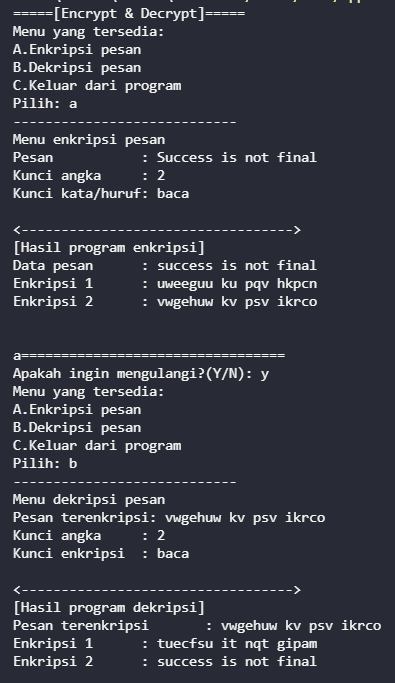 =====[Encrypt & Decrypt]=====
Menu yang tersedia:
A.Enkripsi pesan
B.Dekripsi pesan
C.Keluar dari program
Pilih: a
----------------------------
Menu enkripsi pesan
Pesan           : Success is not final
Kunci angka     : 2
Kunci kata/huruf: baca

<---------------------------------->
[Hasil program enkripsi]
Data pesan      : success is not final
Enkripsi 1      : uweeguu ku pqv hkpcn
Enkripsi 2      : vwgehuw kv psv ikrco


a=================================
Apakah ingin mengulangi?(Y/N): y
Menu yang tersedia:
A.Enkripsi pesan
B.Dekripsi pesan
C.Keluar dari program
Pilih: b
----------------------------
Menu dekripsi pesan
Pesan terenkripsi: vwgehuw kv psv ikrco
Kunci angka     : 2
Kunci enkripsi  : baca

<---------------------------------->
[Hasil program dekripsi]
Pesan terenkripsi       : vwgehuw kv psv ikrco
Enkripsi 1      : tuecfsu it nqt gipam
Enkripsi 2      : success is not final